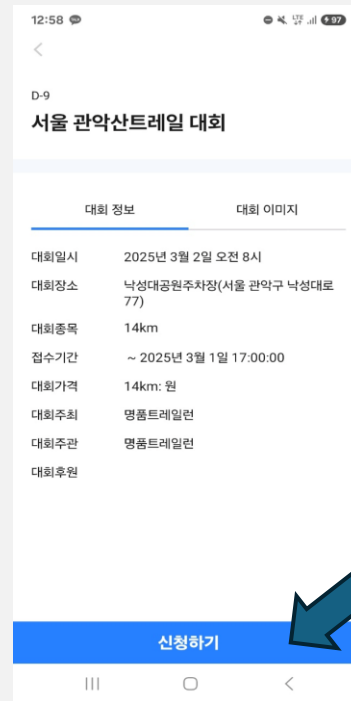 12:58
LTE 97
D-9
서울 관악산트레일 대회
대회 정보 대회 이미지
대회일시 2025년 3월 2일 오전 8시
대회장소 낙성대공원주차장(서울 관악구 낙성대로
77)
대회종목 14km
접수기간 ~ 2025년 3월 1일 17:00:00
대회가격 14km: 원
대회주최 명품트레일런
대회주관 명품트레일런
대회후원
신청하기